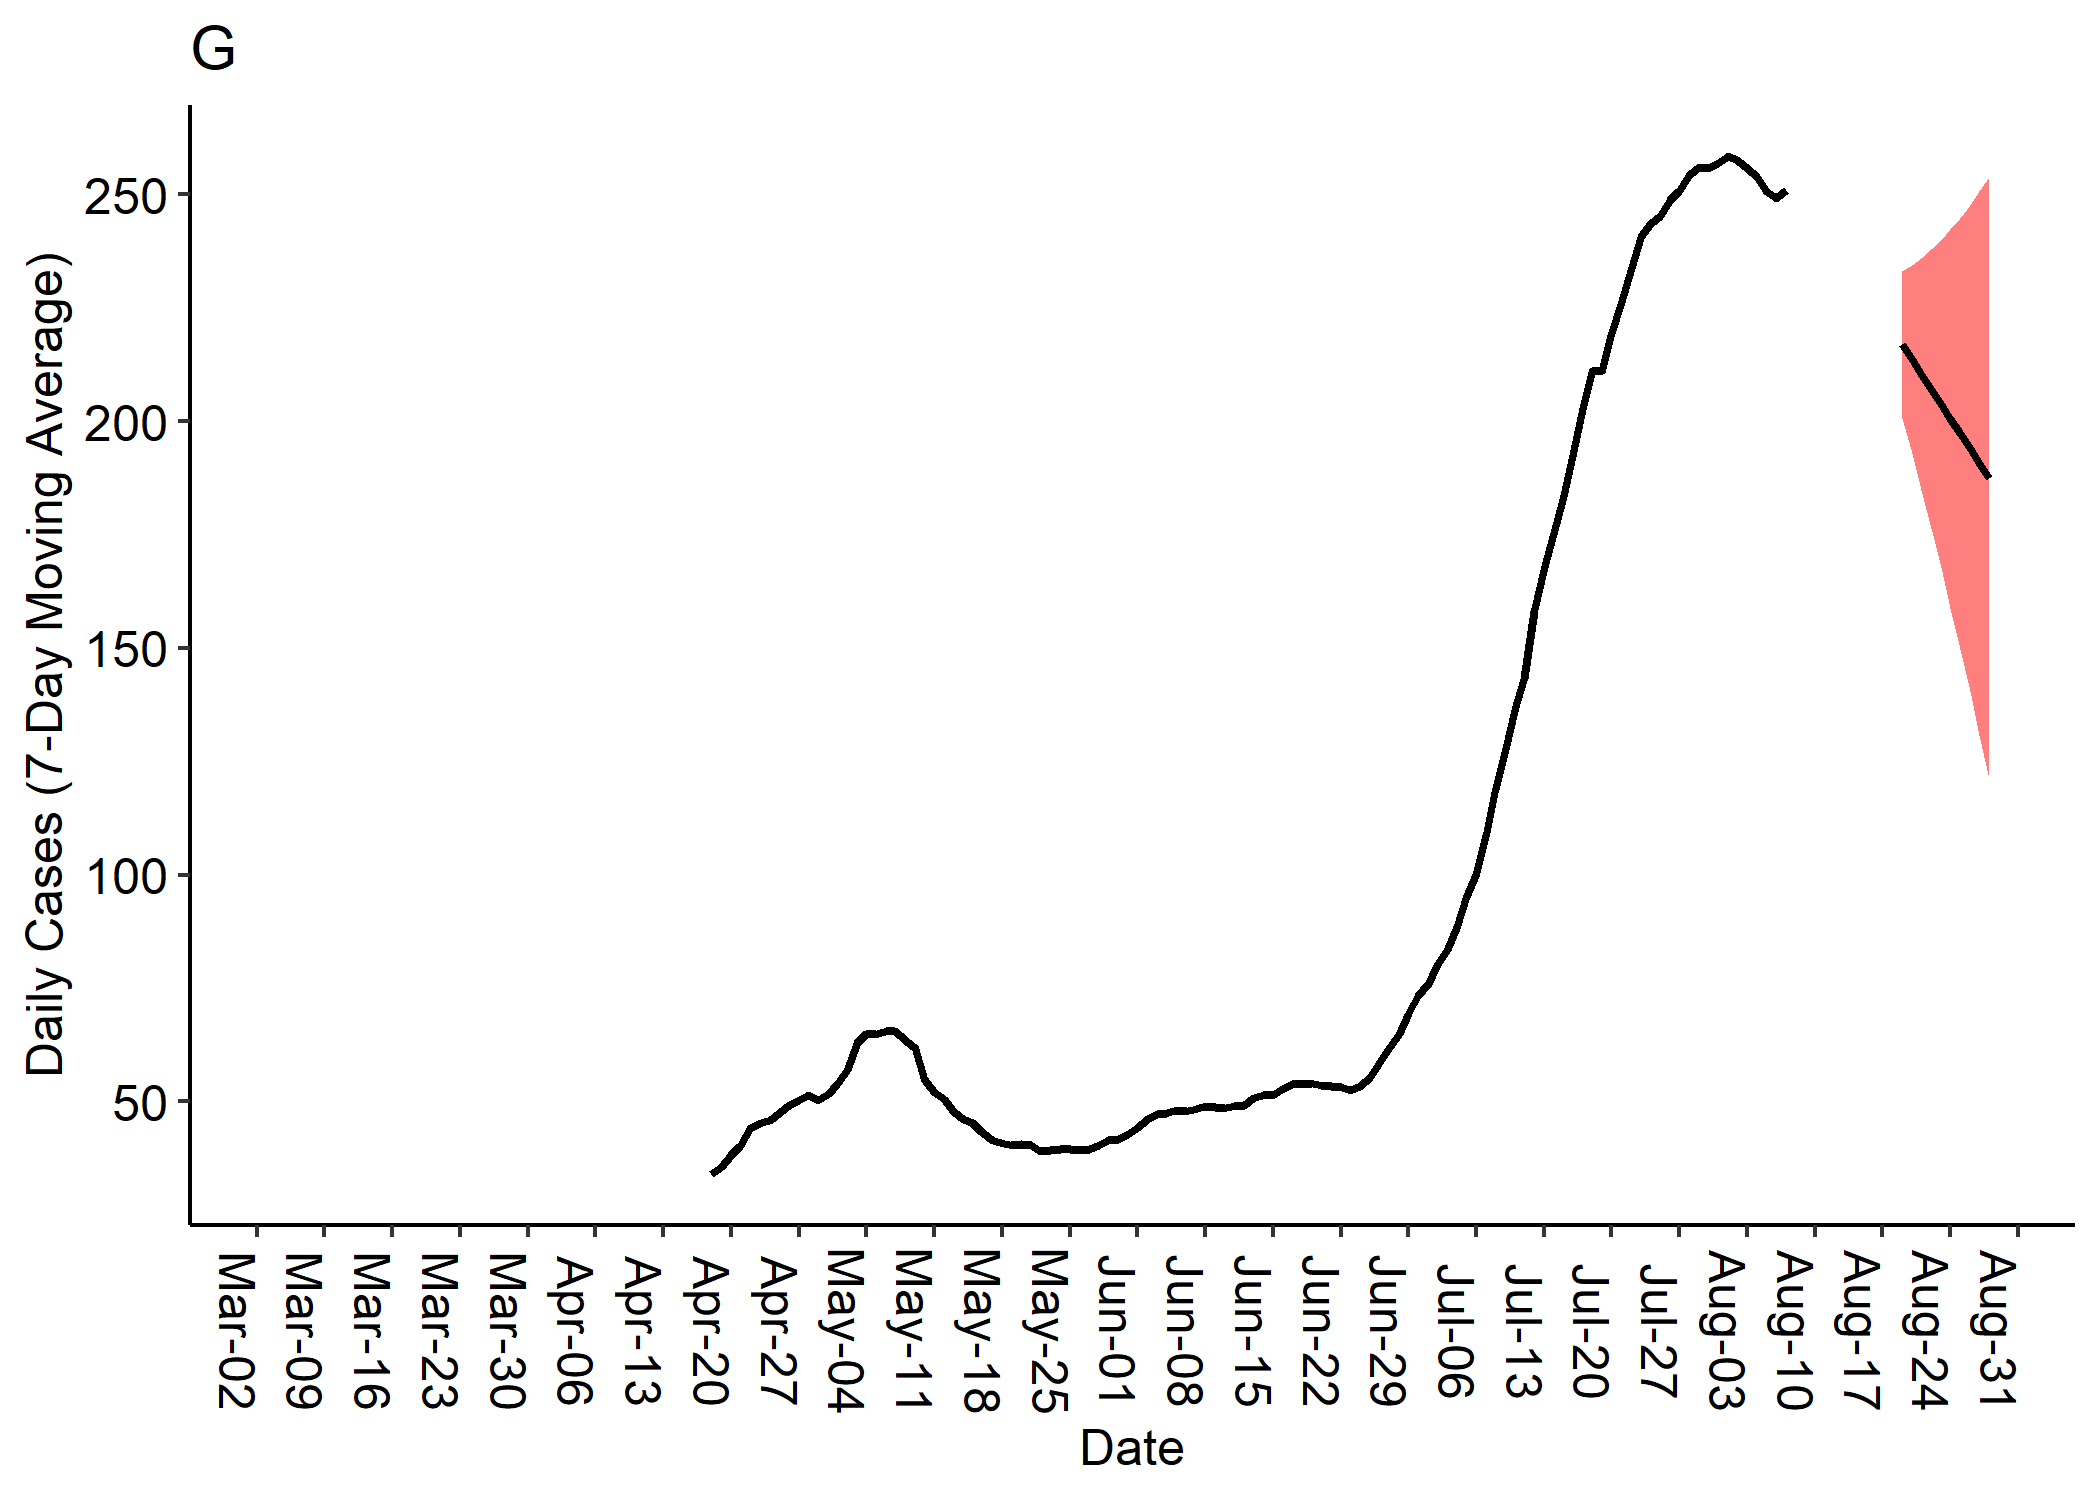 G
Daily Cases (7-Day Moving Average)
250
200
150
100
50
Mar-02
Mar-09
Mar-16
Mar-23
Mar-30
Apr-06
Apr-13
Apr-20
Apr-27
May-04
May-11
May-18
May-25
Jun-01
Jun-08
Jun-15
Jun-22
Jun-29
Jul-06
Jul-13
Jul-20
Jul-27
Aug-03
Aug-10
Aug-17
Aug-24
Aug-31
Date